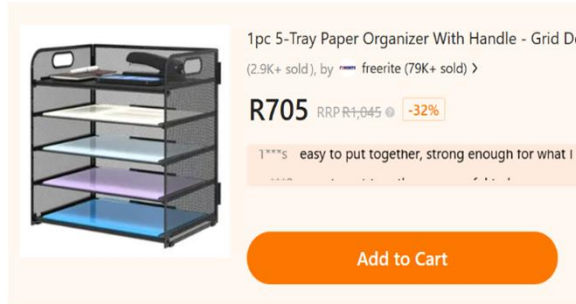 1pc 5-Tray Paper Organizer With Handle - Grid
(2.9K+ sold), by freerite (79K+ sold) >
R705 RRP R1,045 -32%
1***s easy to put together, strong enough for what I
Add to Cart